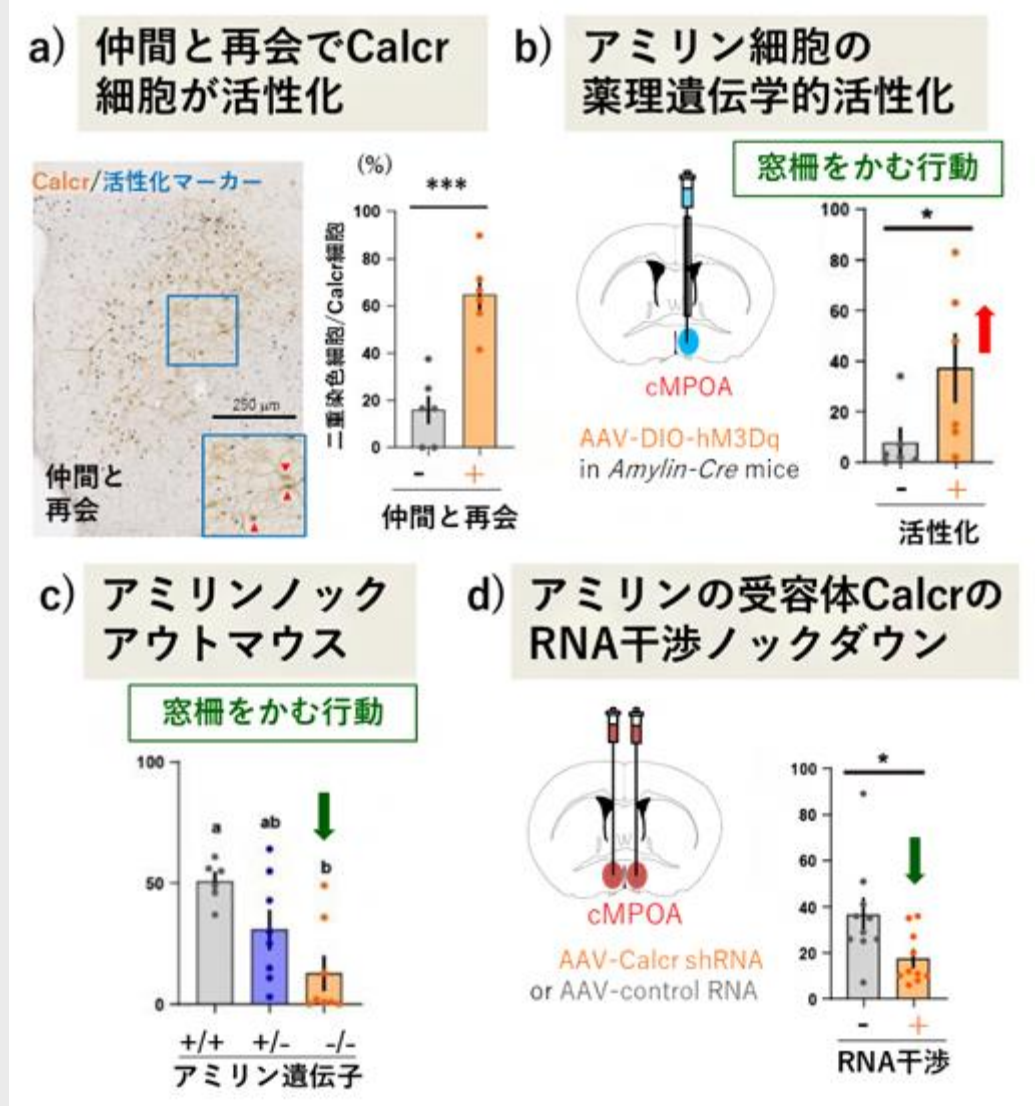 a) 仲間と再会でCalcr
細胞が活性化
Calcr/活性化マーカー
250 μm
仲間と
再会
(%)
***
二重染色細胞/Calcr細胞
100
80
60
40
20
0
- +
仲間と再会
b) アミリン細胞の
薬理遺伝学的活性化
窓柵をかむ行動
cMPOA
AAV-DIO-hM3Dq
in Amylin-Cre mice
*
100
80
60
40
20
0
- +
活性化
c) アミリンノック
アウトマウス
窓柵をかむ行動
100
50
0
a ab b
+/+ +/- -/-
アミリン遺伝子
d) アミリンの受容体Calcrの
RNA干渉ノックダウン
cMPOA
AAV-Calcr shRNA
or AAV-control RNA
*
100
80
60
40
20
0
- +
RNA干渉